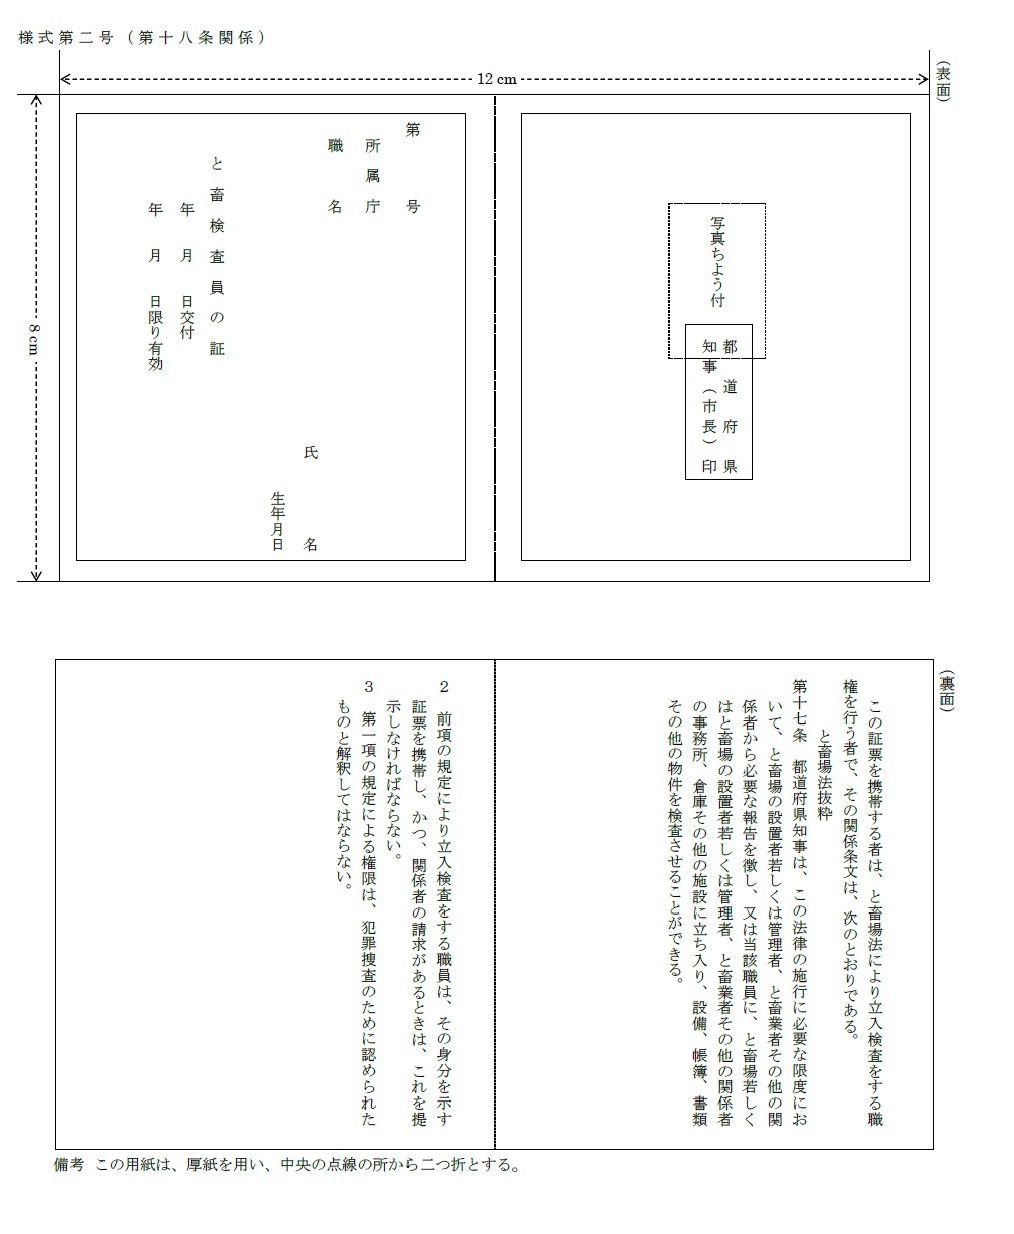 様式第二号（第十八条関係）
（表面）
12 cm
8 cm
写真ちよう付
都道府県
知事（市長）印
第　号
所属庁
職　名
氏　名
生年月日
と畜検査員の証
年　月　日交付
年　月　日限り有効
（裏面）
この証票を携帯する者は、と畜場法により立入検査をする職
権を行う者で、その関係条文は、次のとおりである。
と畜場法抜粋
第十七条　都道府県知事は、この法律の施行に必要な限度にお
いて、と畜場の設置者若しくは管理者、と畜業者その他の関
係者から必要な報告を徴し、又は当該職員に、と畜場若しく
はと畜場の設置者若しくは管理者、と畜業者その他の関係者
の事務所、倉庫その他の施設に立ち入り、設備、帳簿、書類
その他の物件を検査させることができる。
２　前項の規定により立入検査をする職員は、その身分を示す
証票を携帯し、かつ、関係者の請求があるときは、これを提
示しなければならない。
３　第一項の規定による権限は、犯罪捜査のために認められた
ものと解釈してはならない。
備考　この用紙は、厚紙を用い、中央の点線の所から二つ折とする。